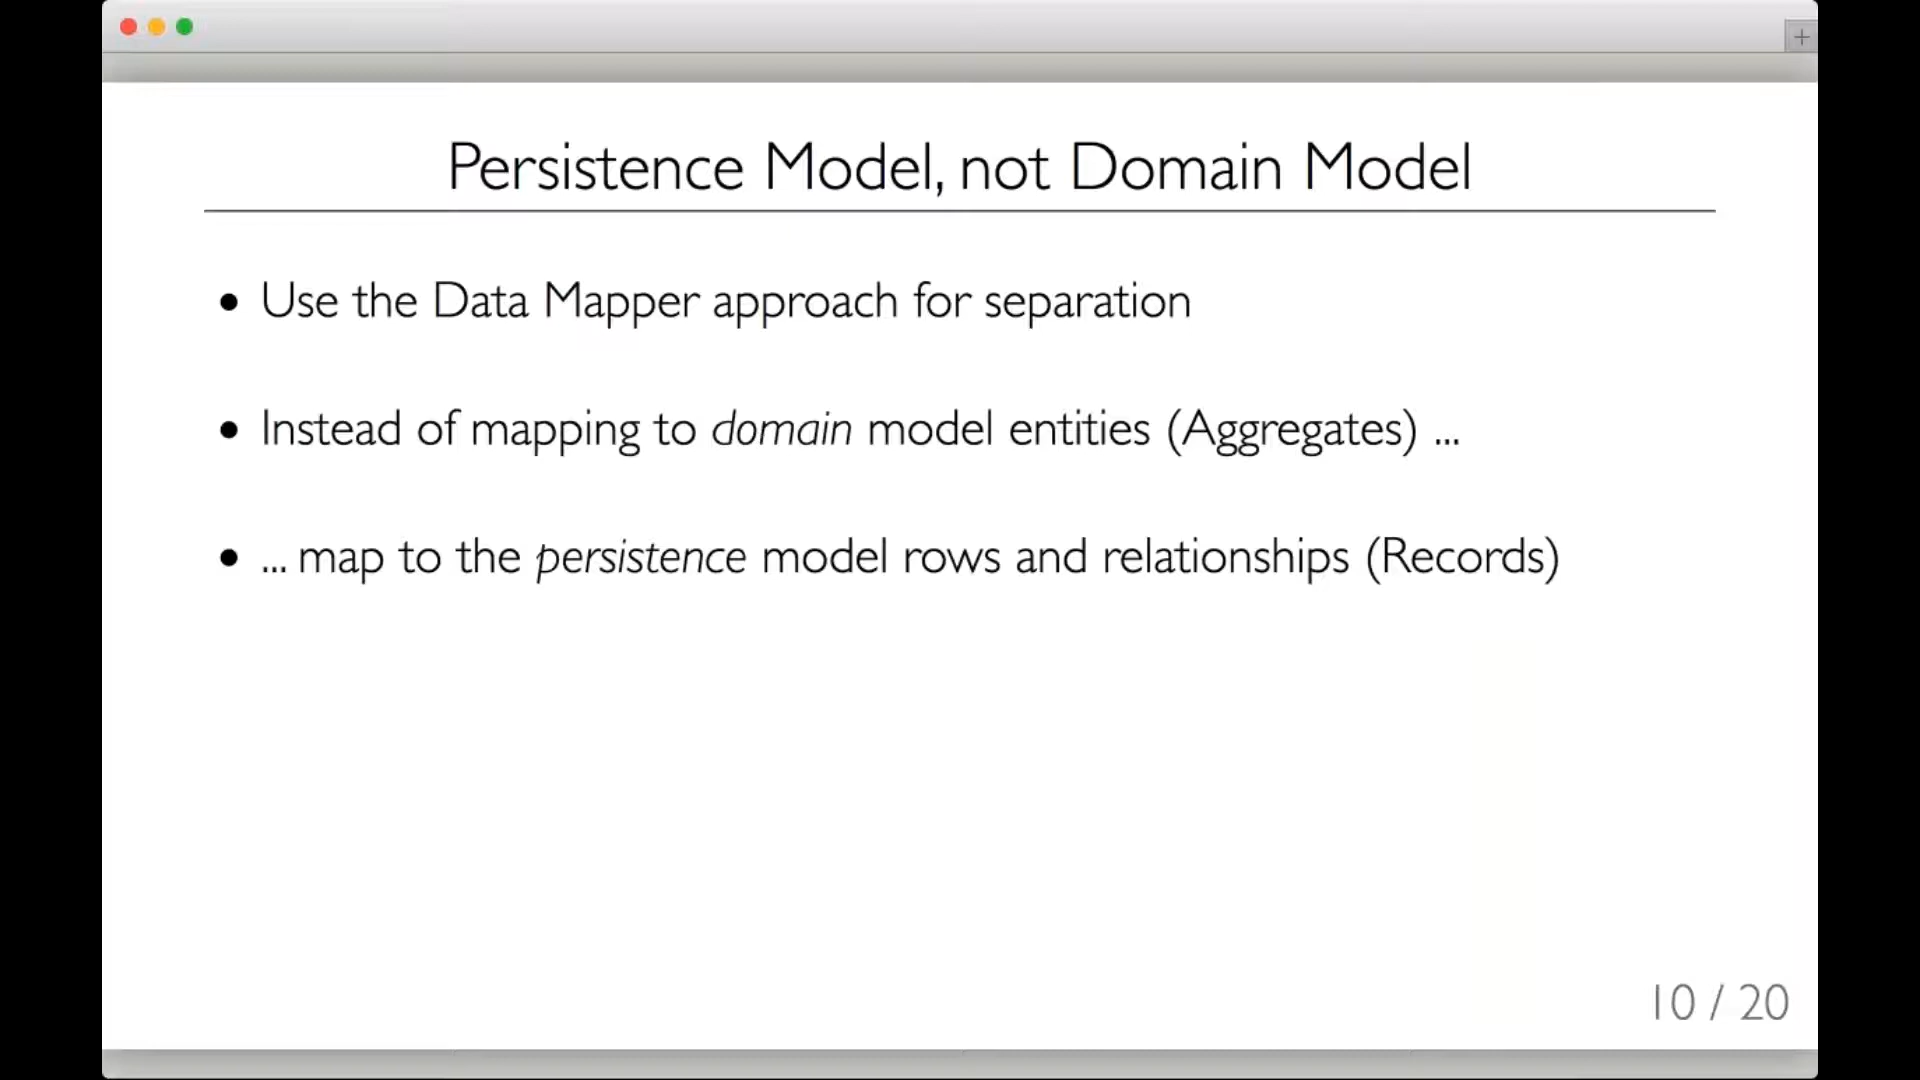 Persistence Model, not Domain Model
• Use the Data Mapper approach for separation
• Instead of mapping to domain model entities (Aggregates) ...
• ... map to the persistence model rows and relationships (Records)
10 / 20